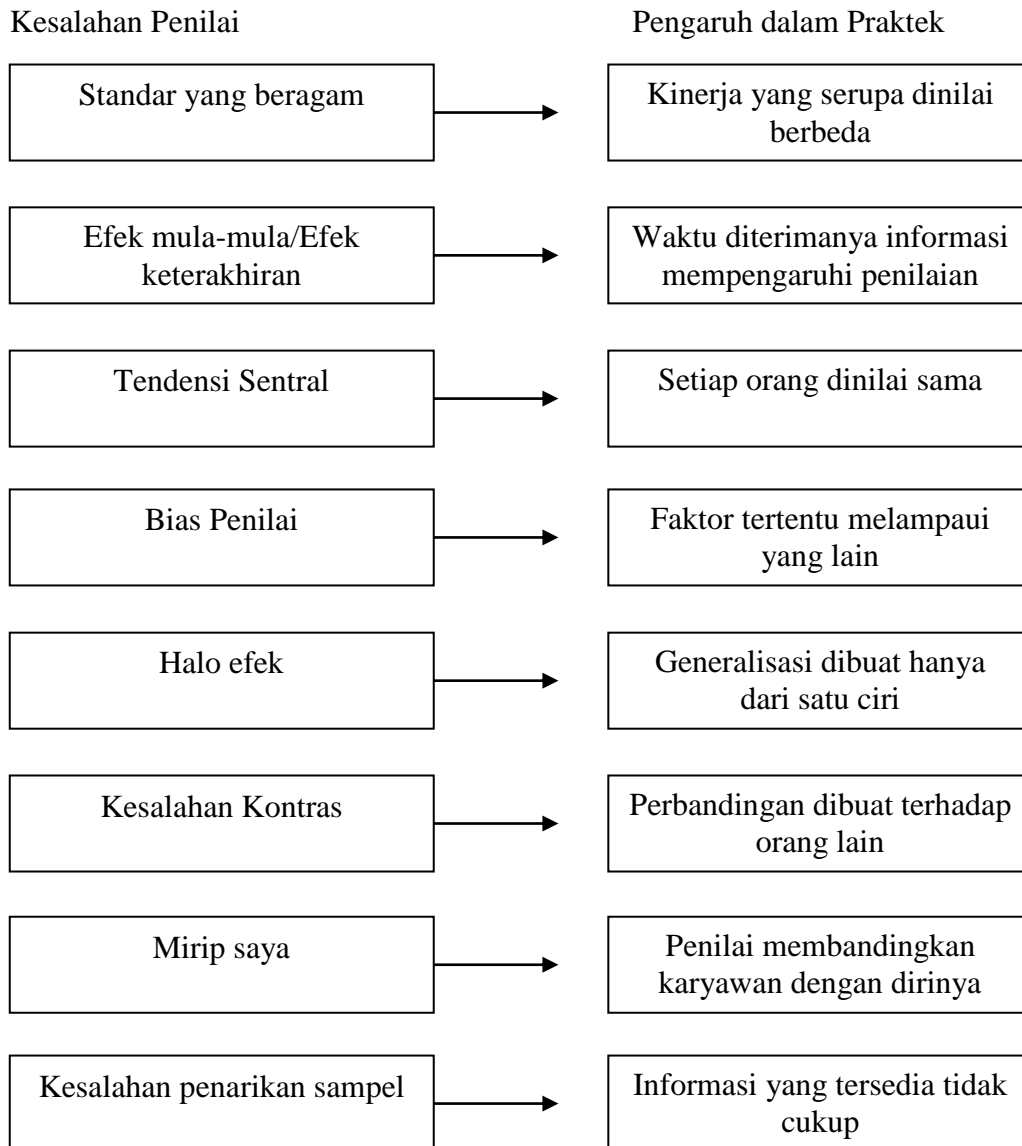 Kesalahan Penilai
Pengaruh dalam Praktek
Standar yang beragam
Kinerja yang serupa dinilai
berbeda
Efek mula-mula/Efek
keterakhiran
Waktu diterimanya informasi
mempengaruhi penilaian
Tendensi Sentral
Setiap orang dinilai sama
Bias Penilai
Faktor tertentu melampaui
yang lain
Halo efek
Generalisasi dibuat hanya
dari satu ciri
Kesalahan Kontras
Perbandingan dibuat terhadap
orang lain
Mirip saya
Penilai membandingkan
karyawan dengan dirinya
Kesalahan penarikan sampel
Informasi yang tersedia tidak
cukup